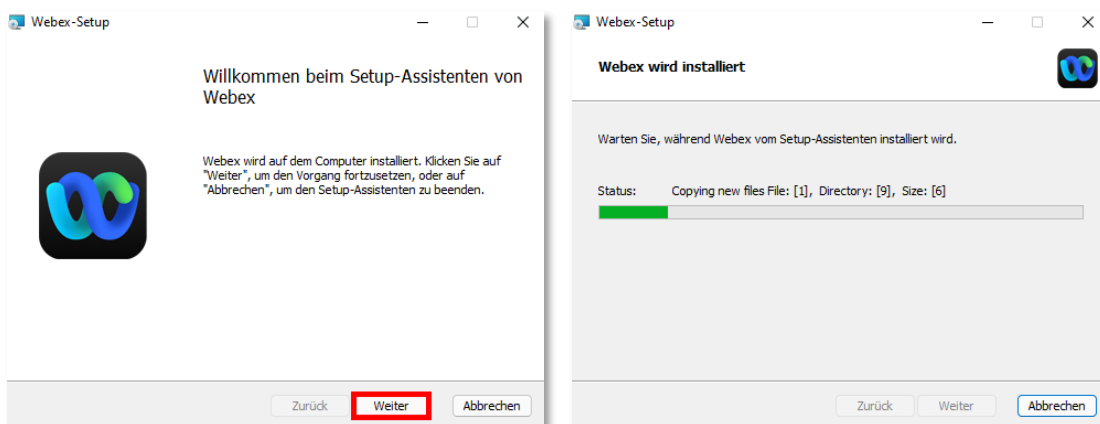 Webex-Setup
Willkommen beim Setup-Assistenten von
Webex
Webex wird auf dem Computer installiert. Klicken Sie auf
"Weiter", um den Vorgang fortzusetzen, oder auf
"Abbrechen", um den Setup-Assistenten zu beenden.
Zurück Weiter Abbrechen
Webex-Setup
Webex wird installiert
Warten Sie, während Webex vom Setup-Assistenten installiert wird.
Status: Copying new files File: [1], Directory: [9], Size: [6]
Zurück Weiter Abbrechen